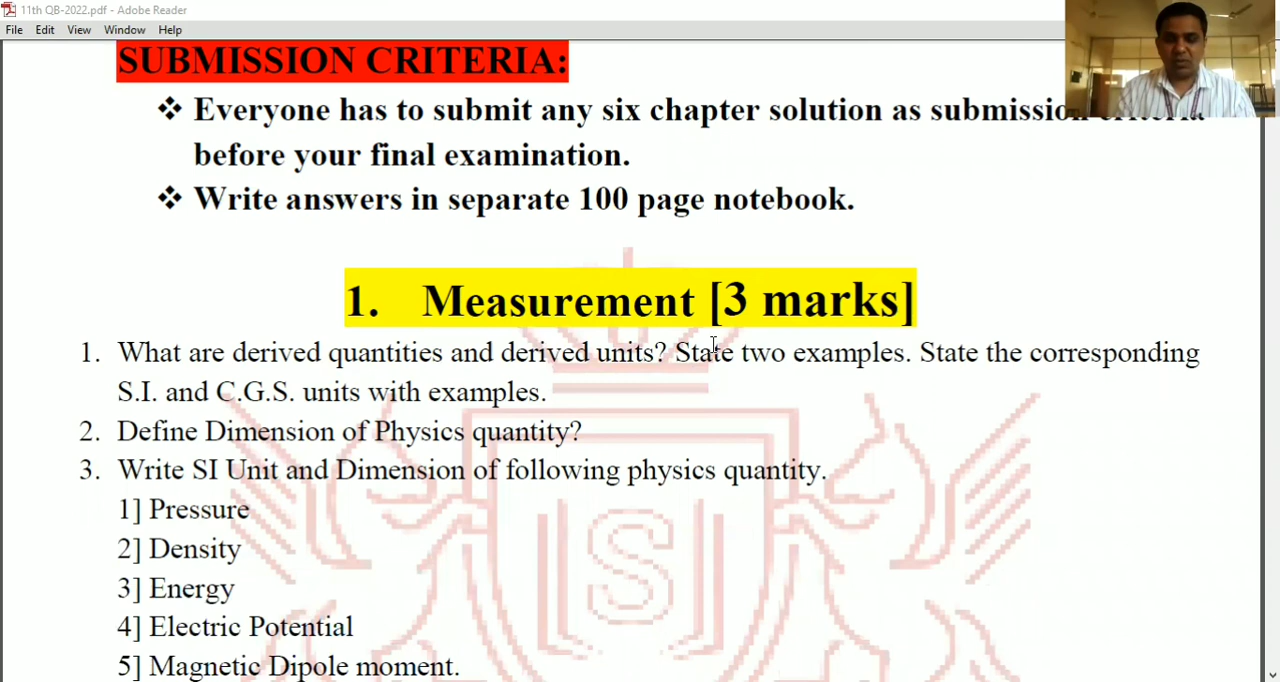 11th QB-2022.pdf - Adobe Reader
File Edit View Window Help
SUBMISSION CRITERIA:
❖ Everyone has to submit any six chapter solution as submission
before your final examination.
❖ Write answers in separate 100 page notebook.
1. Measurement [3 marks]
1. What are derived quantities and derived units? State two examples. State the corresponding
S.I. and C.G.S. units with examples.
2. Define Dimension of Physics quantity?
3. Write SI Unit and Dimension of following physics quantity.
1] Pressure
2] Density
3] Energy
4] Electric Potential
5] Magnetic Dipole moment.
S